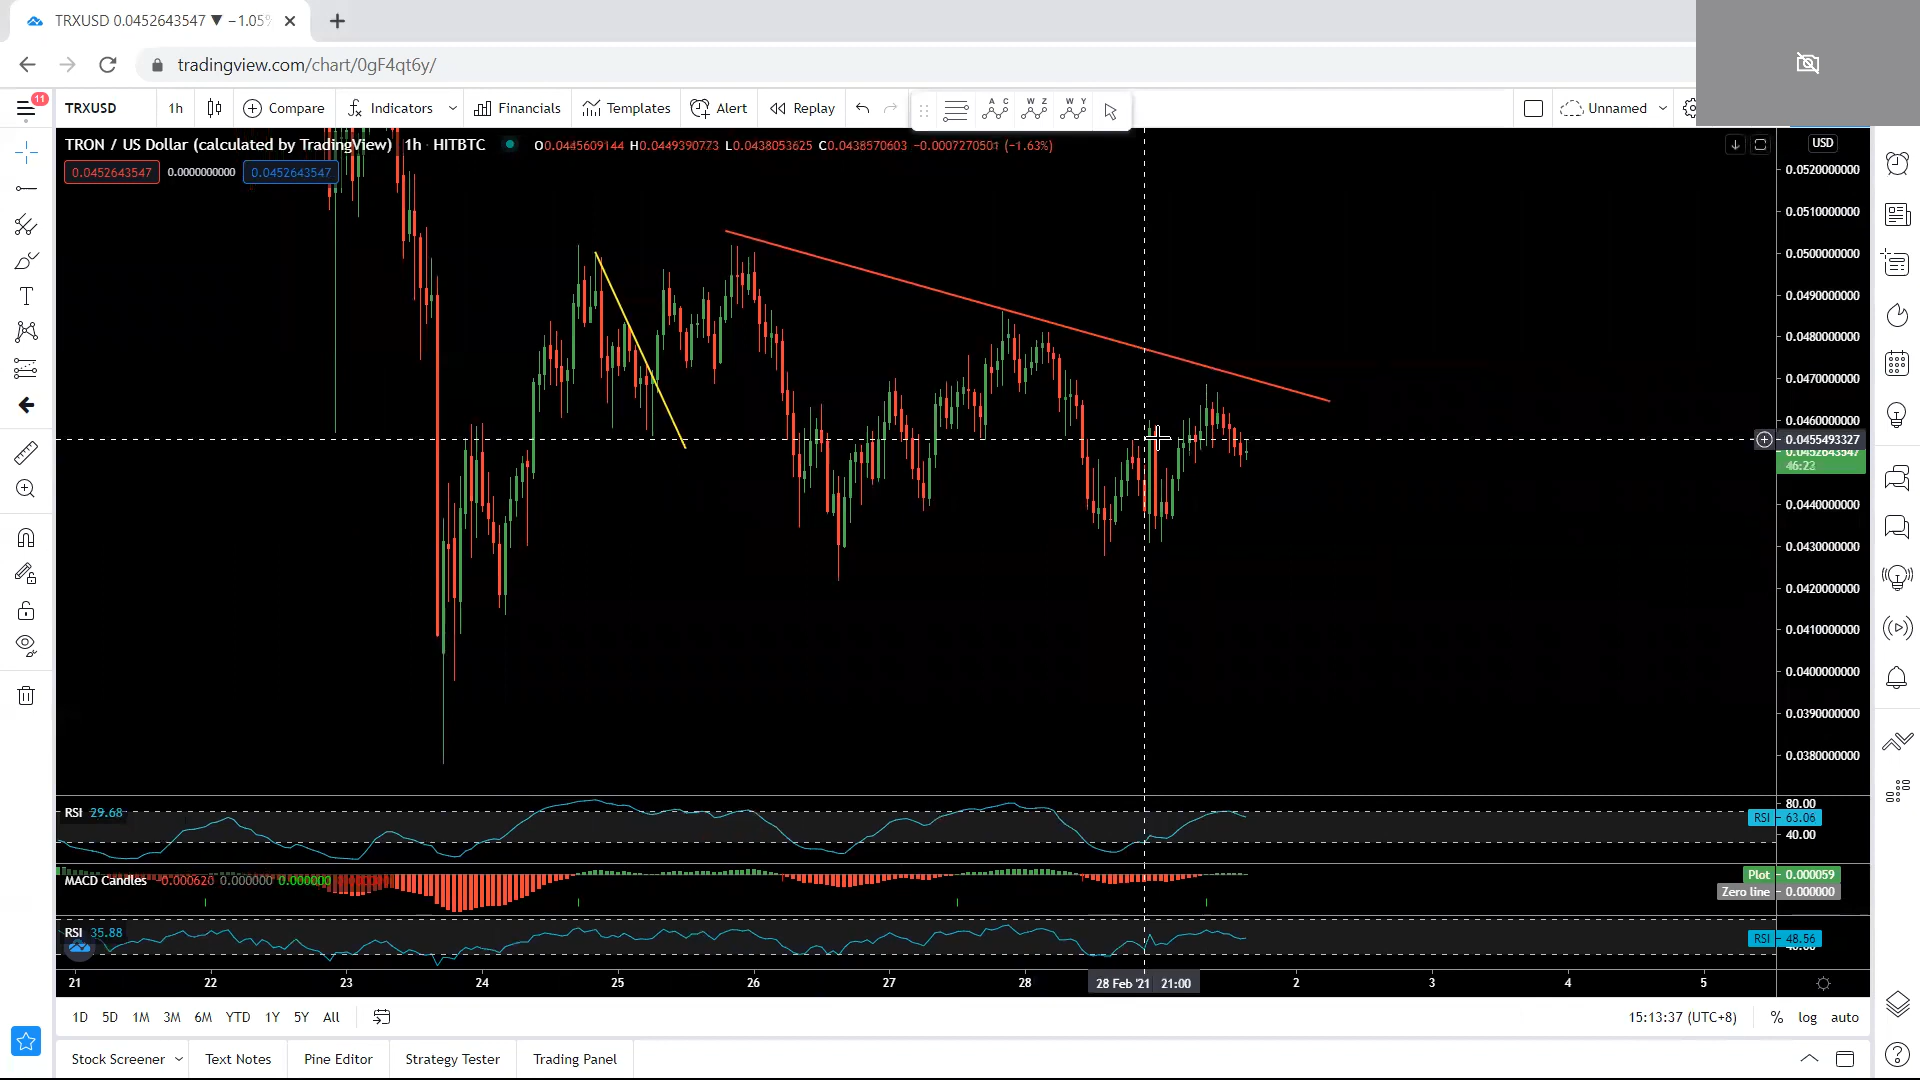 TRXUSD 0.0452643547 ▼ −1.05%
tradingview.com/chart/0gF4qt6y/
11
TRXUSD 1h Compare Indicators Financials Templates Alert Replay A C W Z W Y Unnamed
TRON / US Dollar (calculated by TradingView) 1h HITBTC O0.0445609144 H0.0449390773 L0.0438053625 C0.0438570603 −0.0007270501 (−1.63%)
USD
0.0452643547 0.0000000000 0.0452643547
0.0520000000
0.0510000000
0.0500000000
0.0490000000
0.0480000000
0.0470000000
0.0460000000
0.0455493327
0.0452643547
46:23
0.0440000000
0.0430000000
0.0420000000
0.0410000000
0.0400000000
0.0390000000
0.0380000000
80.00
RSI 29.68
RSI 63.06
40.00
MACD Candles −0.000620 0.000000 0.000000
Plot 0.000059
Zero line 0.000000
RSI 35.88
RSI 48.56
21 22 23 24 25 26 27 28 28 Feb '21 21:00 2 3 4 5
1D 5D 1M 3M 6M YTD 1Y 5Y All 15:13:37 (UTC+8) % log auto
Stock Screener Text Notes Pine Editor Strategy Tester Trading Panel